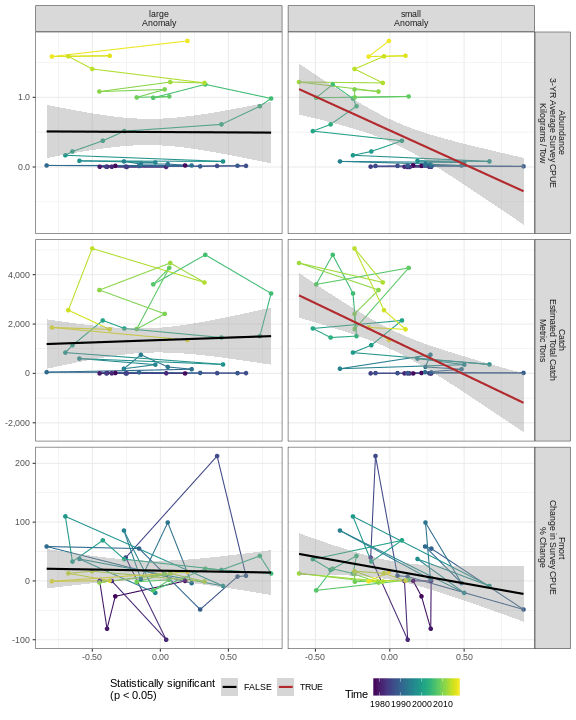 large
Anomaly
small
Anomaly
1.0
0.0
Abundance
3-YR Average Survey CPUE
Kilograms / Tow
4,000
2,000
0
-2,000
Catch
Estimated Total Catch
Metric Tons
200
100
0
-100
Fmort
Change in Survey CPUE
% Change
-0.50
0.00
0.50
-0.50
0.00
0.50
Statistically significant
(p < 0.05)
FALSE
TRUE
Time
1980 1990 2000 2010